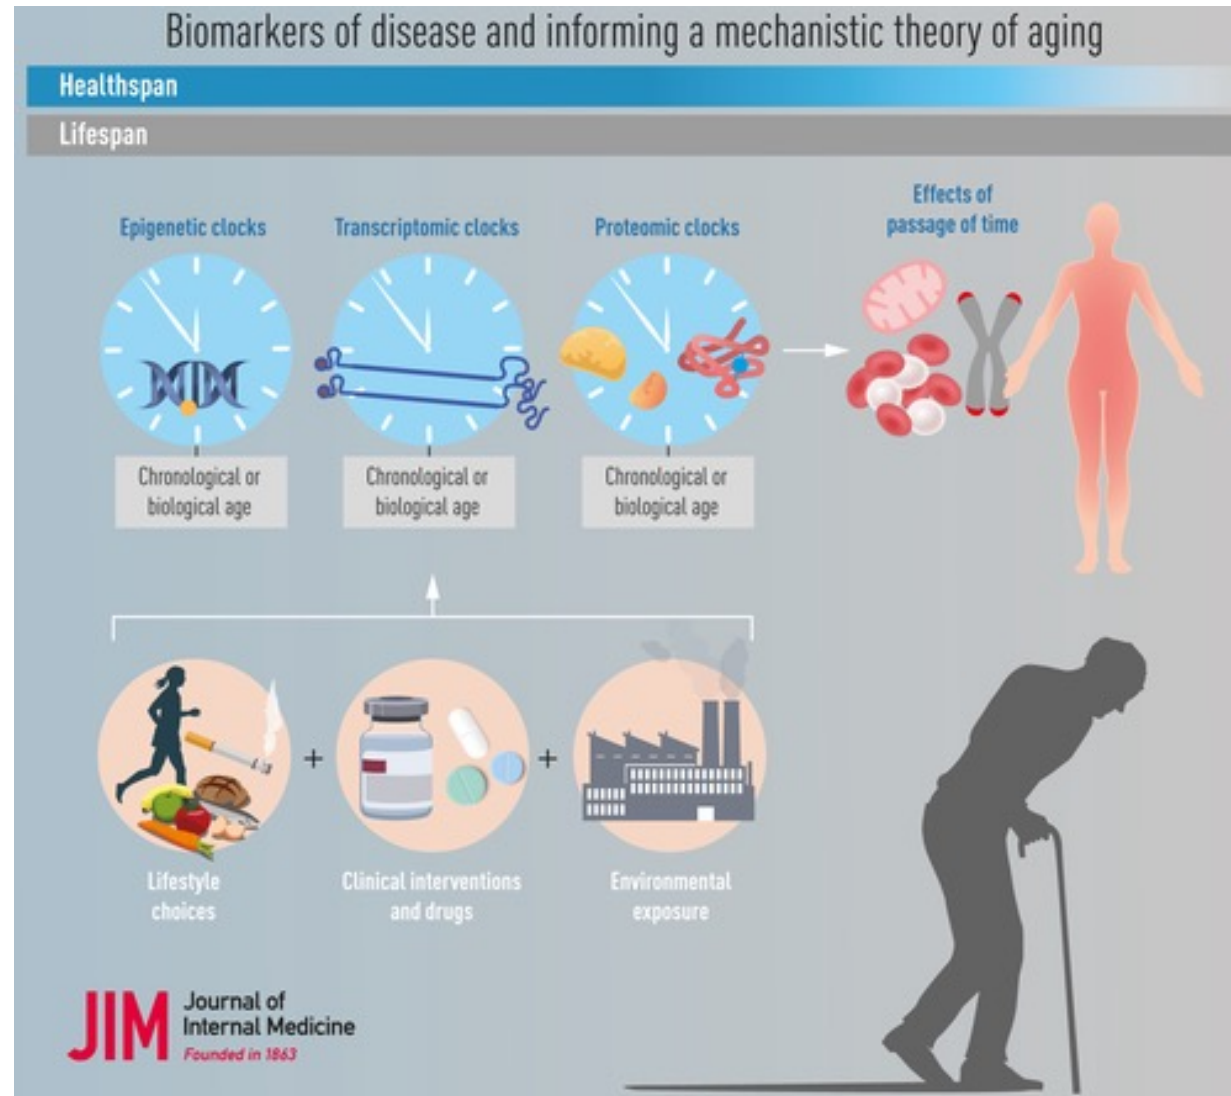 Biomarkers of disease and informing a mechanistic theory of aging
Healthspan
Lifespan
Epigenetic clocks
Transcriptomic clocks
Proteomic clocks
Effects of
passage of time
Chronological or
biological age
Chronological or
biological age
Chronological or
biological age
+
+
Lifestyle
choices
Clinical interventions
and drugs
Environmental
exposure
JIM
Journal of
Internal Medicine
Founded in 1863